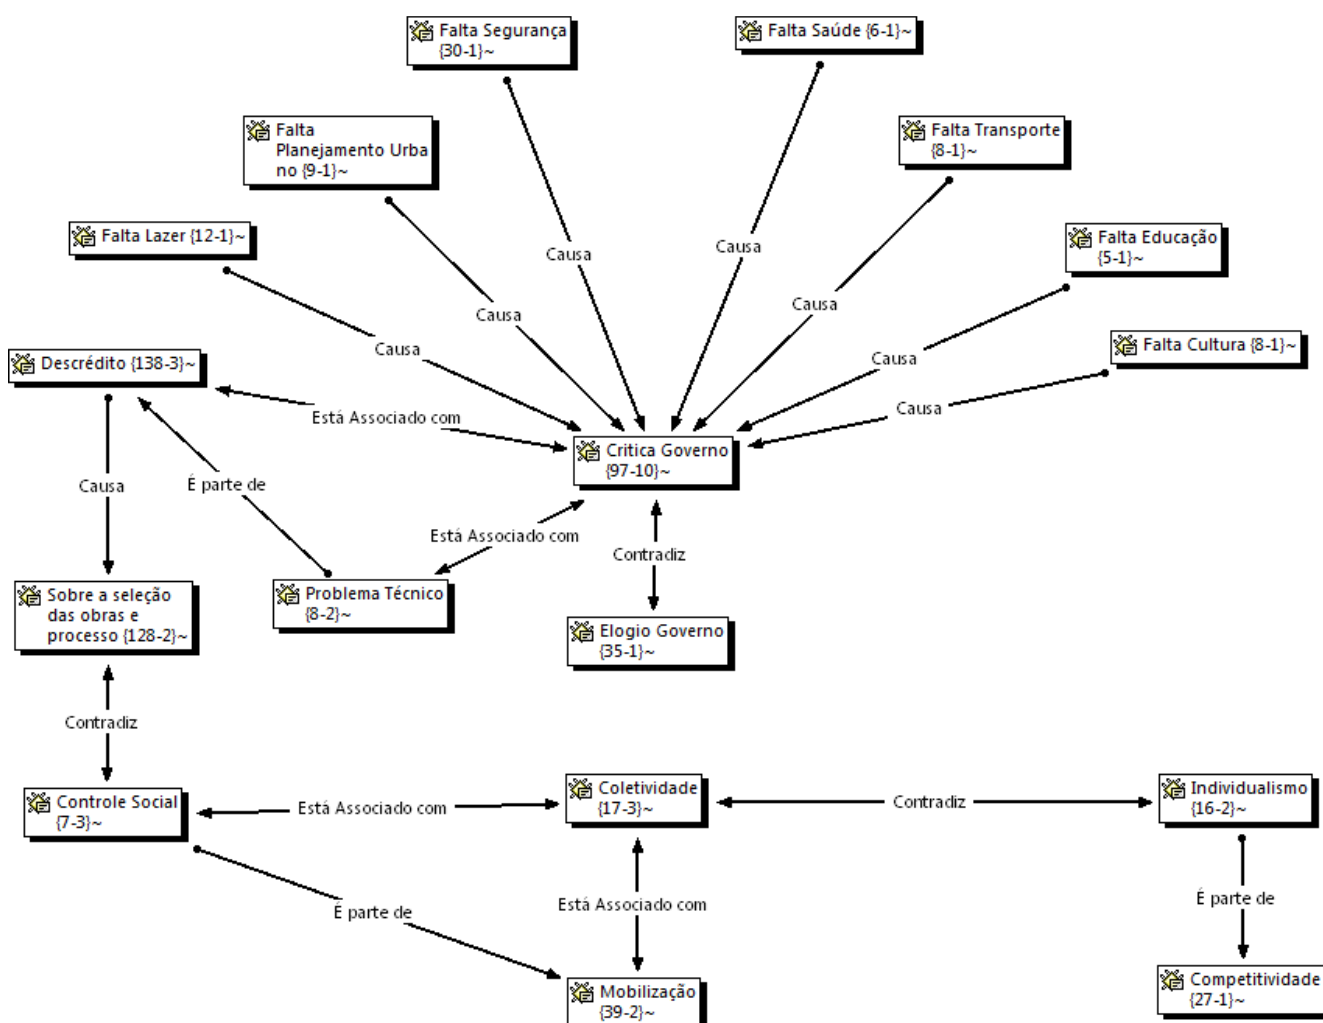 Falta Segurança
{30-1}~
Falta Saúde {6-1}~
Falta
Planejamento Urba
no {9-1}~
Falta Transporte
{8-1}~
Falta Lazer {12-1}~
Falta Educação
{5-1}~
Causa
Causa
Causa
Causa
Falta Cultura {8-1}~
Causa
Causa
Descrédito {138-3}~
Causa
Está Associado com
Critica Governo
{97-10}~
Causa
É parte de
Está Associado com
Contradiz
Sobre a seleção
das obras e
processo {128-2}~
Problema Técnico
{8-2}~
Elogio Governo
{35-1}~
Contradiz
Controle Social
{7-3}~
Está Associado com
Coletividade
{17-3}~
Contradiz
Individualismo
{16-2}~
É parte de
Está Associado com
É parte de
Mobilização
{39-2}~
Competitividade
{27-1}~